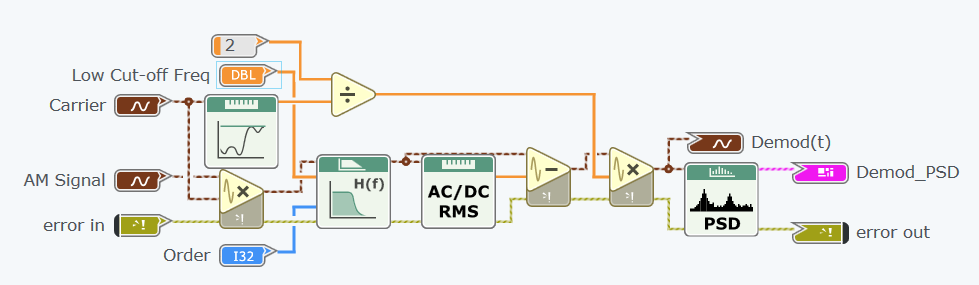 2
Low Cut-off Freq
DBL
Carrier
÷
AM Signal
×
error in
Order
I32
H(f)
AC/DC
RMS
−
×
Demod(t)
Demod_PSD
PSD
error out